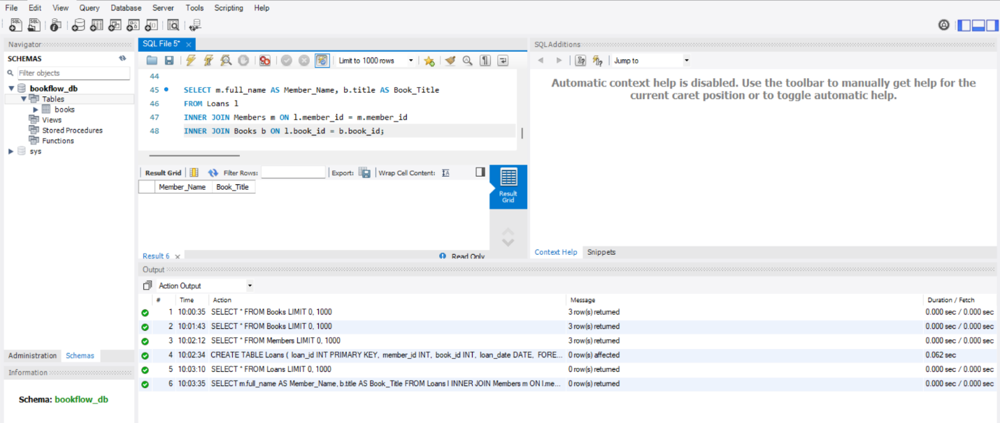 File Edit View Query Database Server Tools Scripting Help
Navigator
SCHEMAS
Filter objects
bookflow_db
Tables
books
Views
Stored Procedures
Functions
sys
Administration Schemas
Information
Schema: bookflow_db
SQL File 5*
Limit to 1000 rows
44
45 SELECT m.full_name AS Member_Name, b.title AS Book_Title
46 FROM Loans l
47 INNER JOIN Members m ON l.member_id = m.member_id
48 INNER JOIN Books b ON l.book_id = b.book_id;
Result Grid Filter Rows: Export: Wrap Cell Content:
Member_Name Book_Title
Result
Grid
Result 6 Read Only
SQLAdditions
Jump to
Automatic context help is disabled. Use the toolbar to manually get help for the
current caret position or to toggle automatic help.
Context Help Snippets
Output
Action Output
# Time Action Message Duration / Fetch
1 10:00:35 SELECT * FROM Books LIMIT 0, 1000 3 row(s) returned 0.000 sec / 0.000 sec
2 10:01:43 SELECT * FROM Books LIMIT 0, 1000 3 row(s) returned 0.000 sec / 0.000 sec
3 10:02:12 SELECT * FROM Members LIMIT 0, 1000 3 row(s) returned 0.000 sec / 0.000 sec
4 10:02:34 CREATE TABLE Loans ( loan_id INT PRIMARY KEY, member_id INT, book_id INT, loan_date DATE, FORE... 0 row(s) affected 0.062 sec
5 10:03:10 SELECT * FROM Loans LIMIT 0, 1000 0 row(s) returned 0.000 sec / 0.000 sec
6 10:03:35 SELECT m.full_name AS Member_Name, b.title AS Book_Title FROM Loans l INNER JOIN Members m ON l.me... 0 row(s) returned 0.000 sec / 0.000 sec